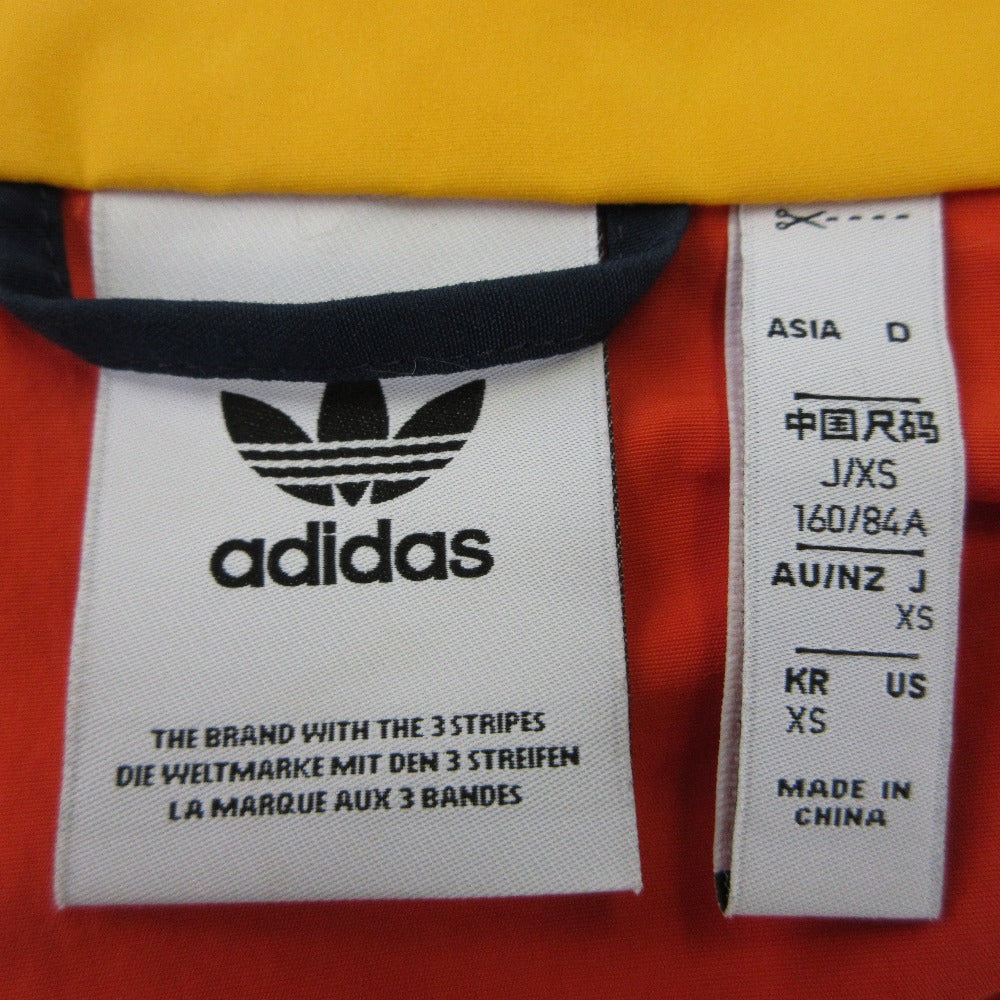 adidas
THE BRAND WITH THE 3 STRIPES
DIE WELTMARKE MIT DEN 3 STREIFEN
LA MARQUE AUX 3 BANDES
ASIA D
中国尺码
J/XS
160/84A
AU/NZ J
XS
KR US
XS
MADE IN
CHINA